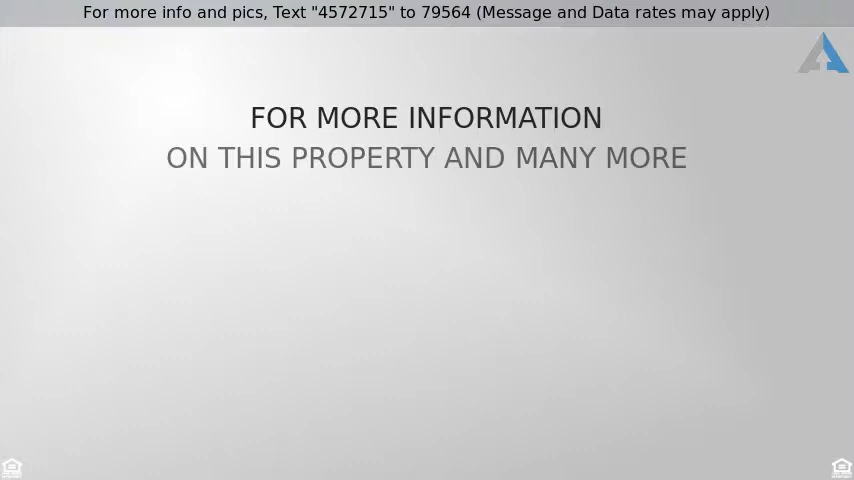 For more info and pics, Text "4572715" to 79564 (Message and Data rates may apply)
FOR MORE INFORMATION
ON THIS PROPERTY AND MANY MORE